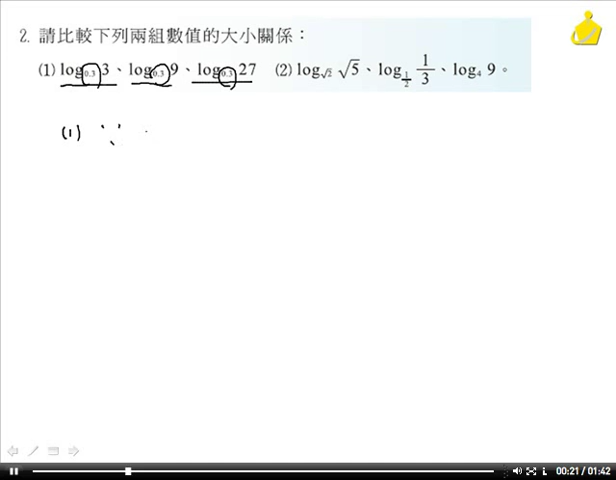 2. 請比較下列兩組數值的大小關係：
(1) log₀.₃ 3、log₀.₃ 9、log₀.₃ 27 (2) log_√2 √5、log_1/2 1/3、log₄ 9。
(1) ∵
00:21 / 01:42